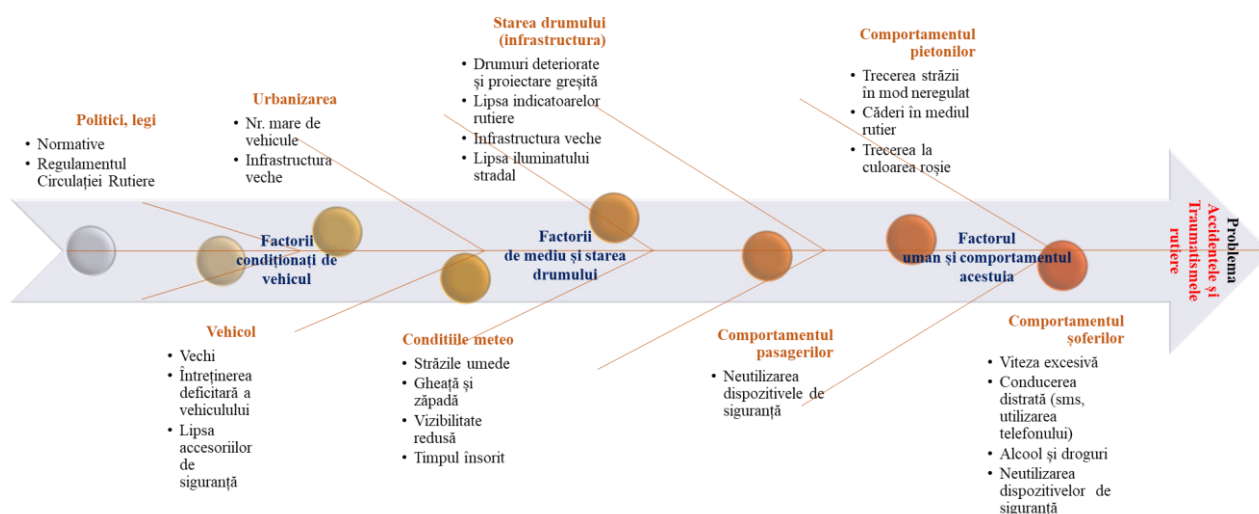 Politici, legi
• Normative
• Regulamentul
Circulației Rutiere
Urbanizarea
• Nr. mare de
vehicule
• Infrastructura
veche
Starea drumului
(infrastructura)
• Drumuri deteriorate
și proiectare greșită
• Lipsa indicatoarelor
rutiere
• Infrastructura veche
• Lipsa iluminatului
stradal
Comportamentul
pietonilor
• Trecerea străzii
în mod neregulat
• Căderi în mediul
rutier
• Trecerea la
culoarea roșie
Factorii
condiționați de
vehicul
Factorii
de mediu și starea
drumului
Factorul
uman și comportamentul
acestuia
Problema
Accidentele și
Traumatismele
rutiere
Vehicol
• Vechi
• Întreținerea
deficitară a
vehiculului
• Lipsa
accesoriilor
de
siguranță
Conditiile meteo
• Străzile umede
• Gheață și
zăpadă
• Vizibilitate
redusă
• Timpul însorit
Comportamentul
pasagerilor
• Neutilizarea
dispozitivele de
siguranță
Comportamentul
șoferilor
• Viteza excesivă
• Conducerea
distrată (sms,
utilizarea
telefonului)
• Alcool și droguri
• Neutilizarea
dispozitivelor de
siguranță